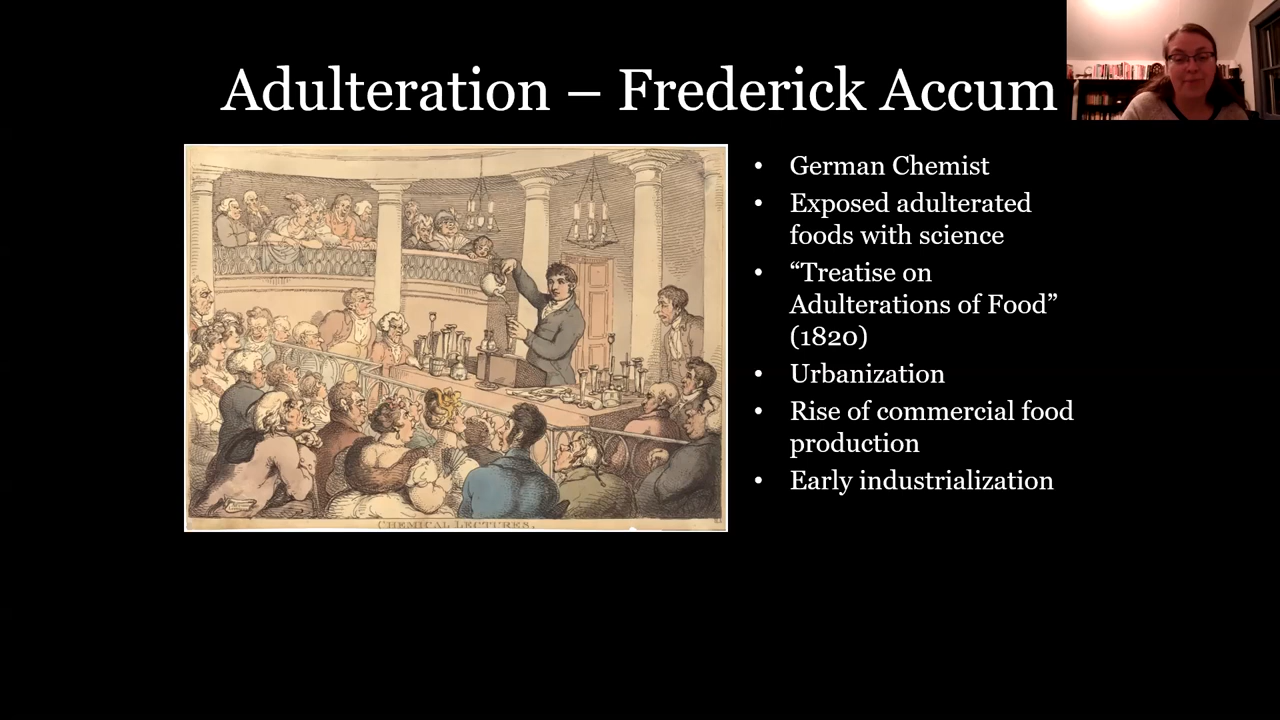 Adulteration – Frederick Accum
• German Chemist
• Exposed adulterated
foods with science
• “Treatise on
Adulterations of Food”
(1820)
• Urbanization
• Rise of commercial food
production
• Early industrialization
CHEMICAL LECTURES.